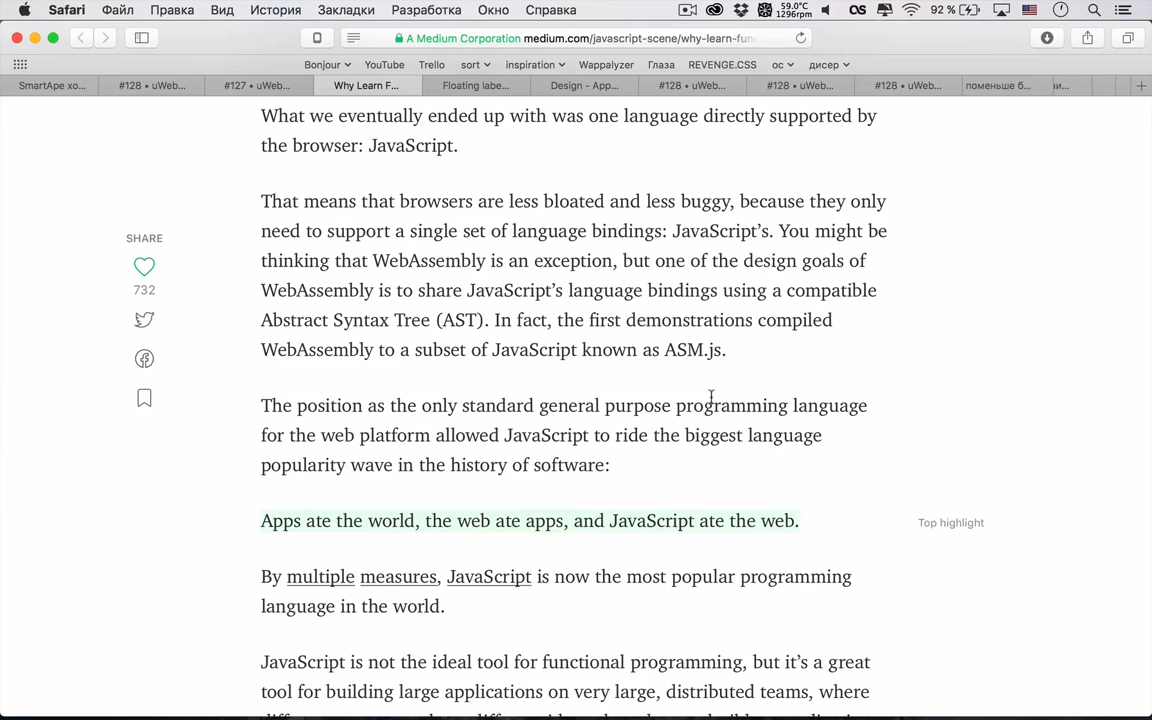 Safari Файл Правка Вид История Закладки Разработка Окно Справка 59.0°C 1296rpm OS 92 %
A Medium Corporation medium.com/javascript-scene/why-learn-fun
Bonjour YouTube Trello sort inspiration Wappalyzer Глаза REVENGE.CSS ос дисер
SmartApe хо... #128 • uWeb... #127 • uWeb... Why Learn F... Floating labe... Design - App... #128 • uWeb... #128 • uWeb... #128 • uWeb... поменьше б... и...
What we eventually ended up with was one language directly supported by
the browser: JavaScript.
That means that browsers are less bloated and less buggy, because they only
need to support a single set of language bindings: JavaScript’s. You might be
thinking that WebAssembly is an exception, but one of the design goals of
WebAssembly is to share JavaScript’s language bindings using a compatible
Abstract Syntax Tree (AST). In fact, the first demonstrations compiled
WebAssembly to a subset of JavaScript known as ASM.js.
SHARE
732
The position as the only standard general purpose programming language
for the web platform allowed JavaScript to ride the biggest language
popularity wave in the history of software:
Apps ate the world, the web ate apps, and JavaScript ate the web.
Top highlight
By multiple measures, JavaScript is now the most popular programming
language in the world.
JavaScript is not the ideal tool for functional programming, but it’s a great
tool for building large applications on very large, distributed teams, where